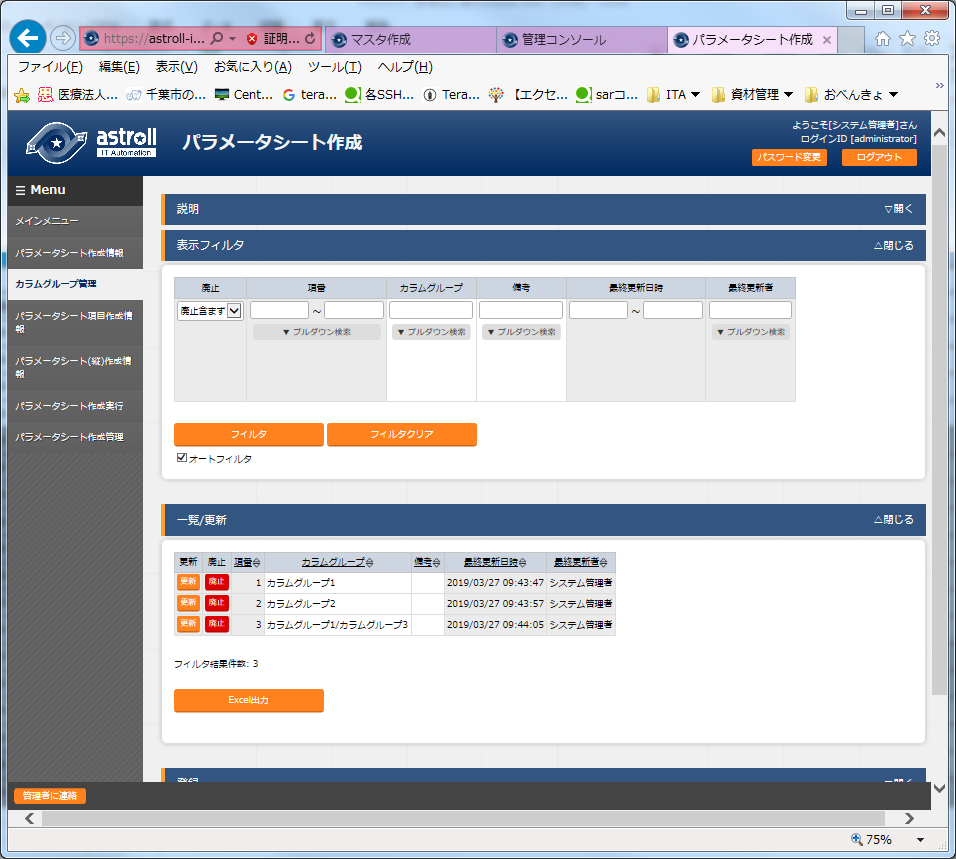 https://astroll-i...
証明...
マスタ作成
管理コンソール
パラメータシート作成
ファイル(F) 編集(E) 表示(V) お気に入り(A) ツール(T) ヘルプ(H)
医療法人... 千葉市の... Cent... tera... 各SSH... Tera... 【エクセ... sarコ... ITA 資材管理 おべんきょ
astroll
IT Automation
パラメータシート作成
ようこそ[システム管理者]さん
ログインID [administrator]
パスワード変更 ログアウト
☰ Menu
メインメニュー
パラメータシート作成情報
カラムグループ管理
パラメータシート項目作成情
報
パラメータシート(縦)作成情
報
パラメータシート作成実行
パラメータシート作成管理
説明 ▽開く
表示フィルタ △閉じる
廃止 項番 カラムグループ 備考 最終更新日時 最終更新者
廃止含まず ~ ~
▼ プルダウン検索 ▼ プルダウン検索 ▼ プルダウン検索 ▼ プルダウン検索
フィルタ フィルタクリア
オートフィルタ
一覧/更新 △閉じる
更新 廃止 項番 カラムグループ 備考 最終更新日時 最終更新者
更新 廃止 1 カラムグループ1 2019/03/27 09:43:47 システム管理者
更新 廃止 2 カラムグループ2 2019/03/27 09:43:57 システム管理者
更新 廃止 3 カラムグループ1/カラムグループ3 2019/03/27 09:44:05 システム管理者
フィルタ結果件数: 3
Excel出力
登録 ▽開く
管理者に連絡
75%